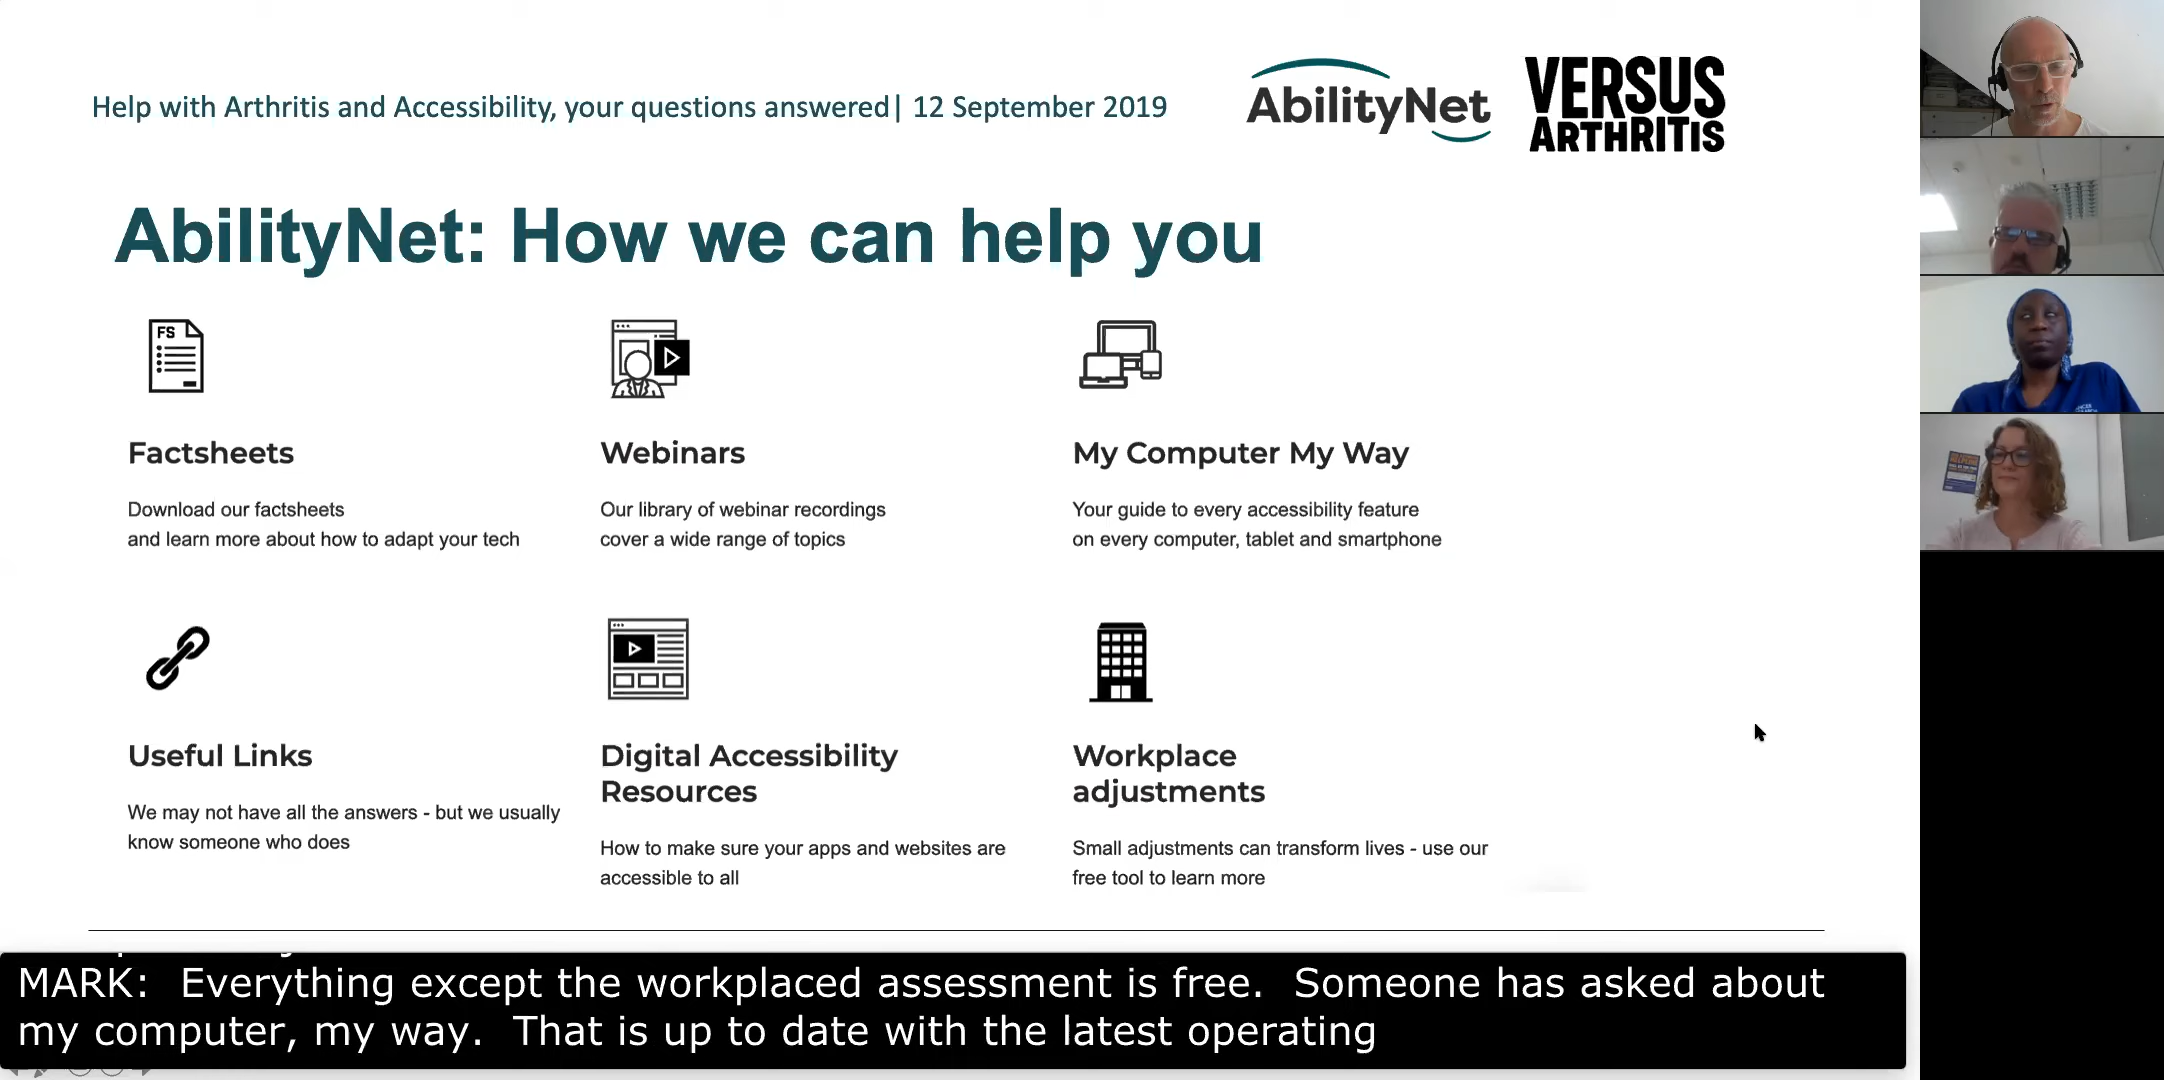 Help with Arthritis and Accessibility, your questions answered| 12 September 2019
AbilityNet
VERSUS
ARTHRITIS
AbilityNet: How we can help you
FS
Factsheets
Download our factsheets
and learn more about how to adapt your tech
Webinars
Our library of webinar recordings
cover a wide range of topics
My Computer My Way
Your guide to every accessibility feature
on every computer, tablet and smartphone
Useful Links
We may not have all the answers - but we usually
know someone who does
Digital Accessibility
Resources
How to make sure your apps and websites are
accessible to all
Workplace
adjustments
Small adjustments can transform lives - use our
free tool to learn more
MARK:  Everything except the workplaced assessment is free.  Someone has asked about
my computer, my way.  That is up to date with the latest operating